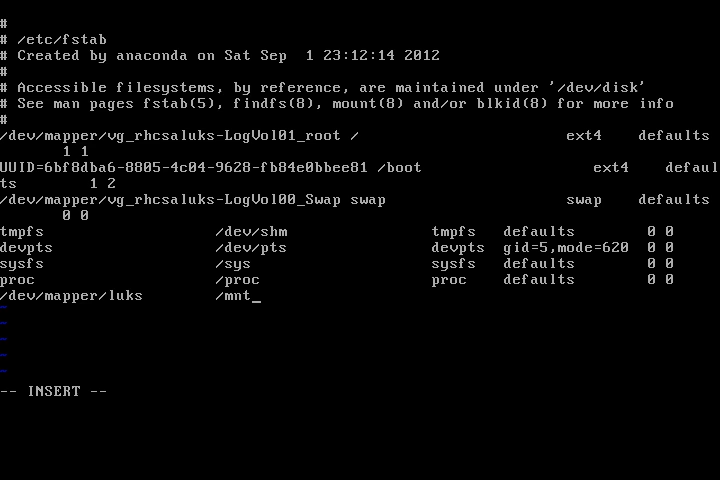 #
# /etc/fstab
# Created by anaconda on Sat Sep  1 23:12:14 2012
#
# Accessible filesystems, by reference, are maintained under '/dev/disk'
# See man pages fstab(5), findfs(8), mount(8) and/or blkid(8) for more info
#
/dev/mapper/vg_rhcsaluks-LogVol01_root /                       ext4    defaults
       1 1
UUID=6bf8dba6-8805-4c04-9628-fb84e0bbee81 /boot                   ext4    defaul
ts        1 2
/dev/mapper/vg_rhcsaluks-LogVol00_Swap swap                    swap    defaults
       0 0
tmpfs                   /dev/shm                tmpfs   defaults        0 0
devpts                  /dev/pts                devpts  gid=5,mode=620  0 0
sysfs                   /sys                    sysfs   defaults        0 0
proc                    /proc                   proc    defaults        0 0
/dev/mapper/luks        /mnt_
~
~
~
~
~
-- INSERT --